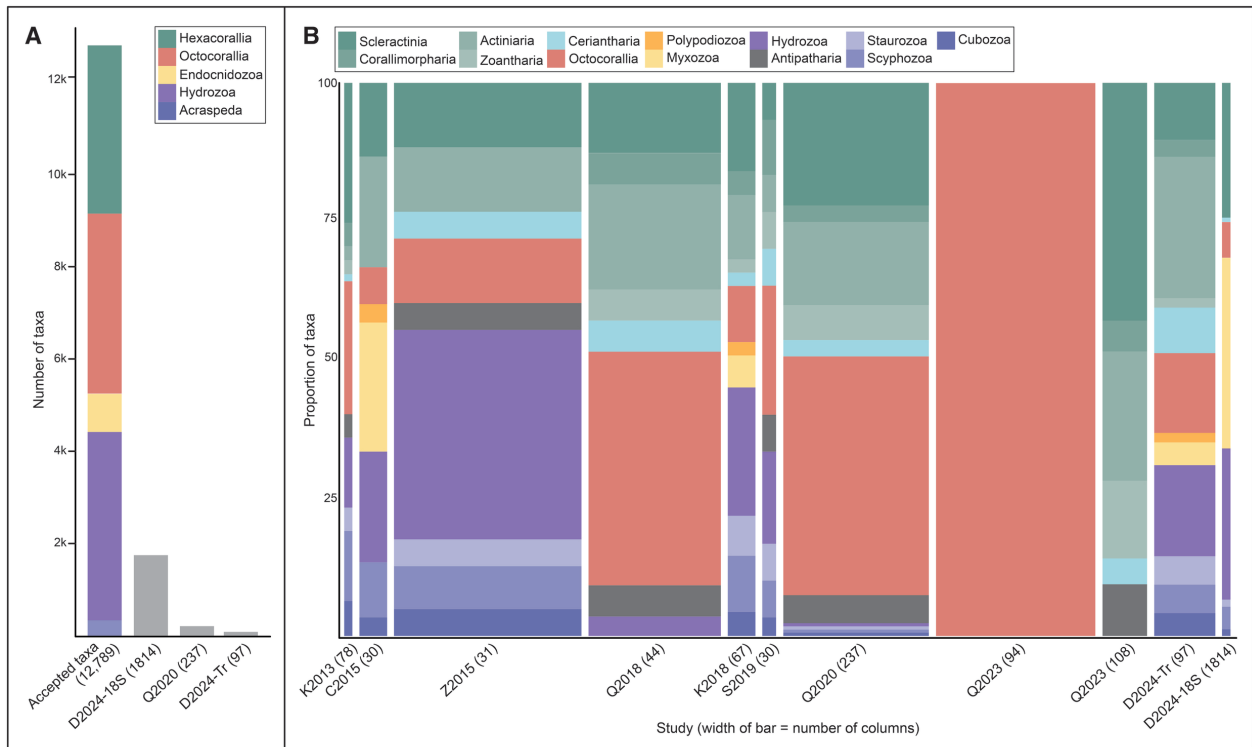 A
Hexacorallia
Octocorallia
Endocnidozoa
Hydrozoa
Acraspeda
12k
10k
8k
6k
4k
2k
Number of taxa
Accepted taxa
(12,789)
D2024-18S (1814)
Q2020 (237)
D2024-Tr (97)
B
Scleractinia
Corallimorpharia
Actiniaria
Zoantharia
Ceriantharia
Octocorallia
Polypodiozoa
Myxozoa
Hydrozoa
Antipatharia
Staurozoa
Scyphozoa
Cubozoa
100
75
50
25
Proportion of taxa
K2013 (78)
C2015 (30)
Z2015 (31)
Q2018 (44)
K2018 (67)
S2019 (30)
Q2020 (237)
Q2023 (94)
Q2023 (108)
D2024-Tr (97)
D2024-18S (1814)
Study (width of bar = number of columns)